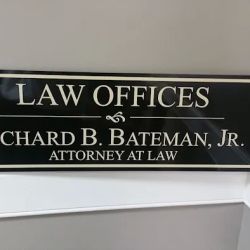 LAW OFFICES
CHARD B. BATEMAN, JR.
ATTORNEY AT LAW